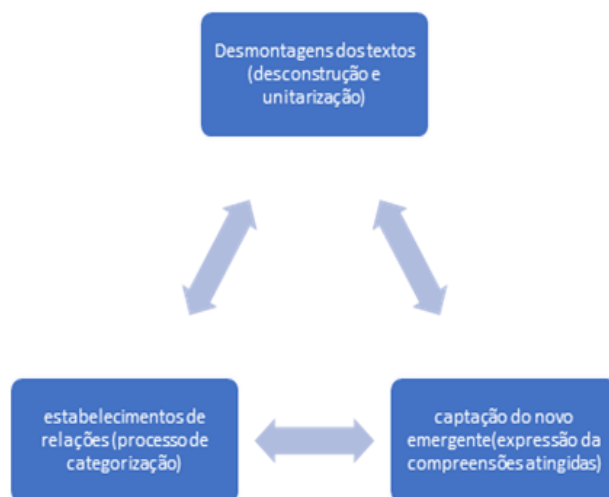 Desmontagens dos textos
(desconstrução e
unitarização)
estabelecimentos de
relações (processo de
categorização)
captação do novo
emergente(expressão da
compreensões atingidas)